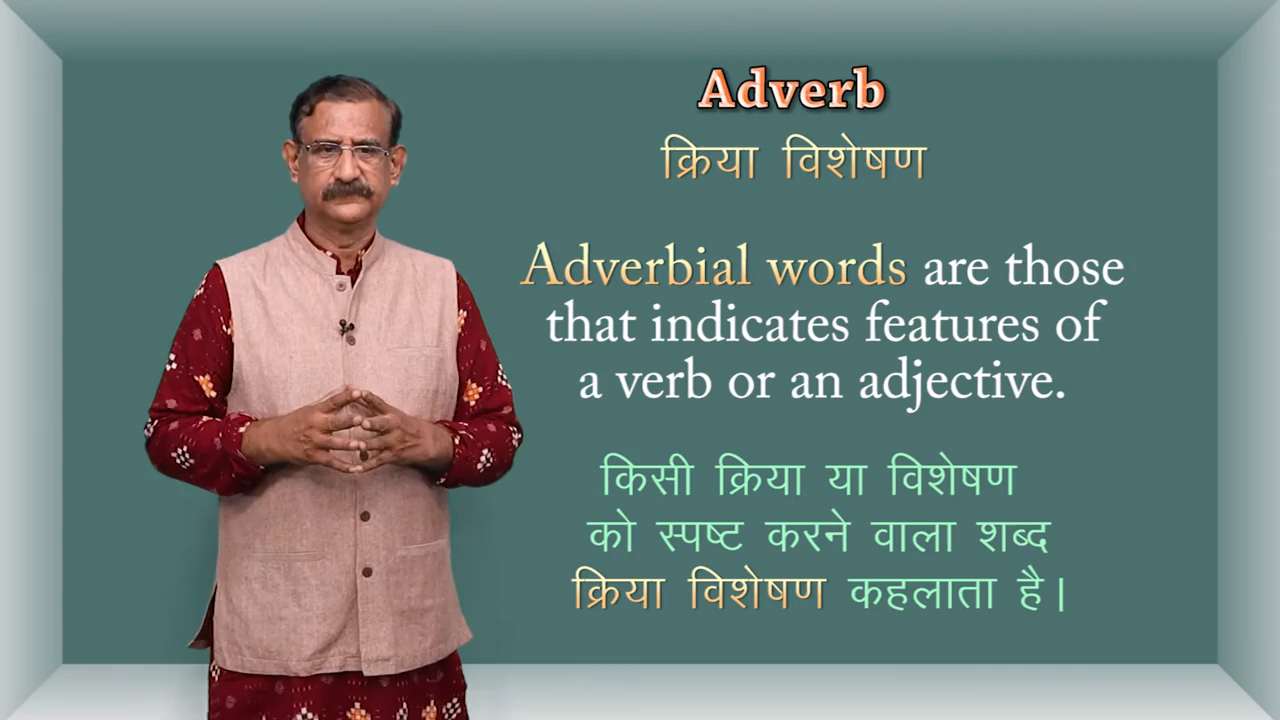 Adverb
क्रिया विशेषण
Adverbial words are those
that indicates features of
a verb or an adjective.
किसी क्रिया या विशेषण
को स्पष्ट करने वाला शब्द
क्रिया विशेषण कहलाता है।